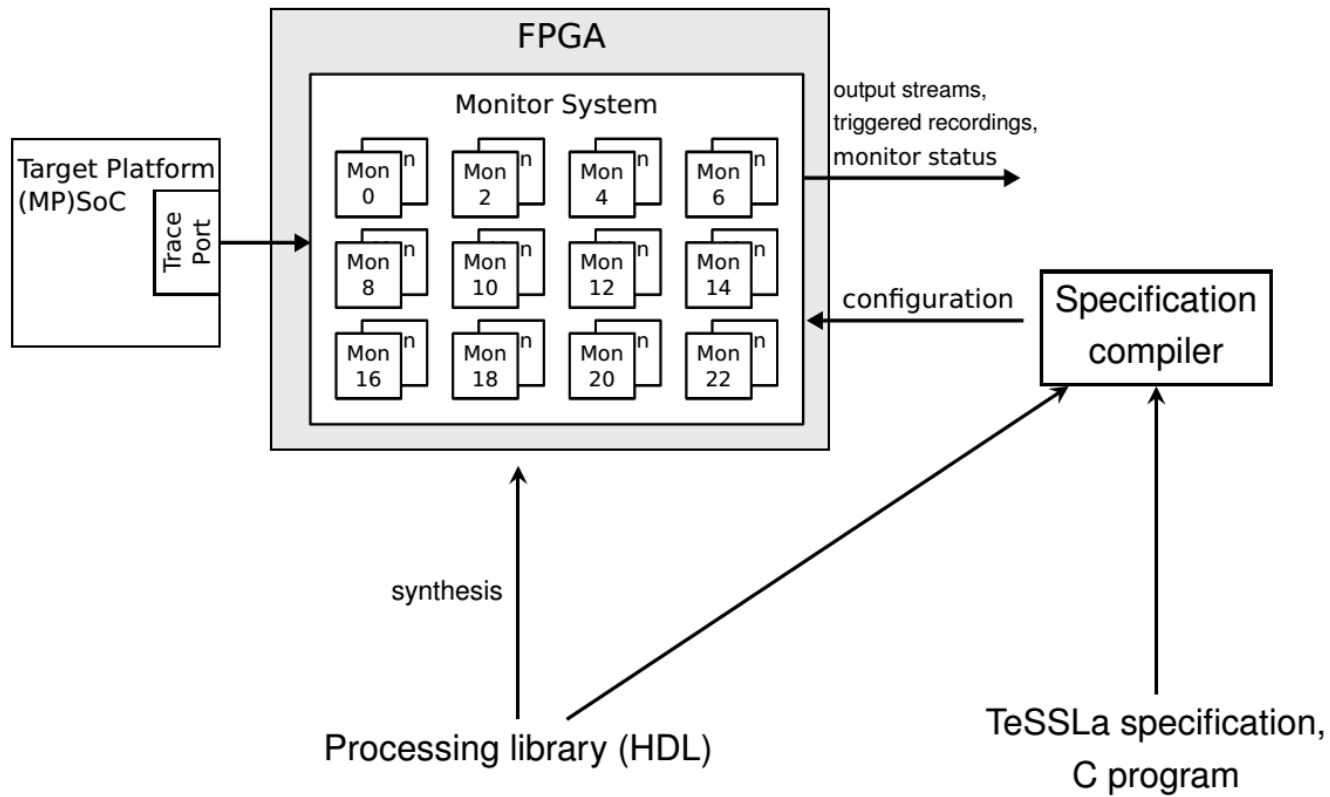 FPGA
Monitor System
output streams,
triggered recordings,
monitor status
Target Platform
(MP)SoC
Trace
Port
Mon
0
n
Mon
2
n
Mon
4
n
Mon
6
n
Mon
8
n
Mon
10
n
Mon
12
n
Mon
14
n
Mon
16
n
Mon
18
n
Mon
20
n
Mon
22
n
configuration
Specification
compiler
synthesis
Processing library (HDL)
TeSSLa specification,
C program